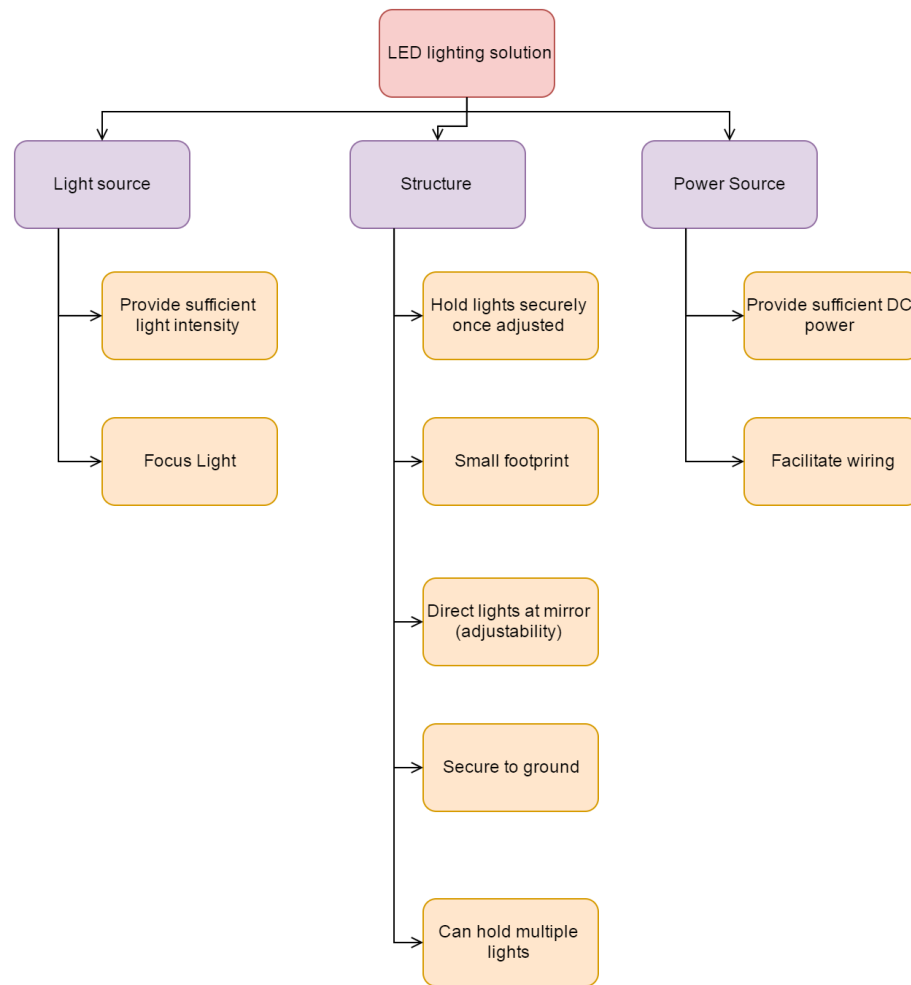 LED lighting solution
Light source
Structure
Power Source
Provide sufficient
light intensity
Hold lights securely
once adjusted
Provide sufficient DC
power
Focus Light
Small footprint
Facilitate wiring
Direct lights at mirror
(adjustability)
Secure to ground
Can hold multiple
lights